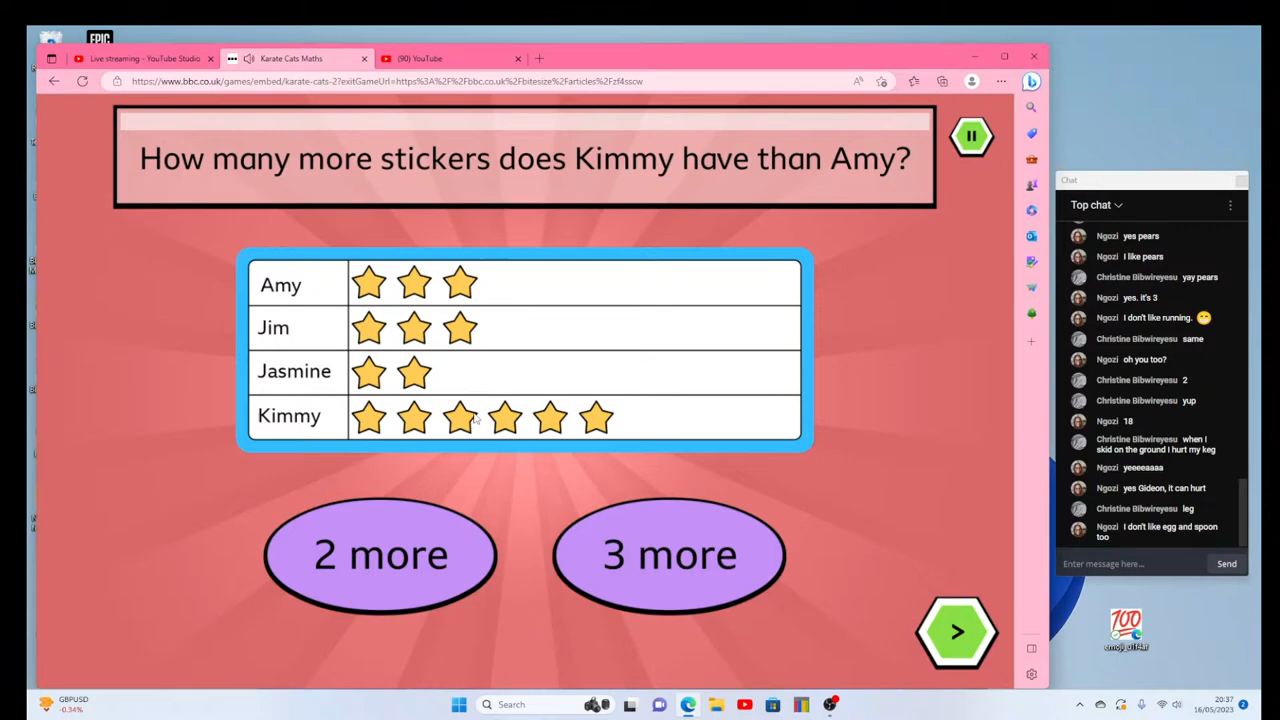 EPIC
Live streaming - YouTube Studio
Karate Cats Maths
(90) YouTube
https://www.bbc.co.uk/games/embed/karate-cats-2?exitGameUrl=https%3A%2F%2Fbbc.co.uk%2Fbitesize%2Farticles%2Fzf4sscw
How many more stickers does Kimmy have than Amy?
Amy
Jim
Jasmine
Kimmy
2 more
3 more
>
Chat
Top chat
Ngozi yes pears
Ngozi I like pears
Christine Bibwireyesu yay pears
Ngozi yes. it's 3
Ngozi I don't like running.
Christine Bibwireyesu same
Ngozi oh you too?
Christine Bibwireyesu 2
Christine Bibwireyesu yup
Ngozi 18
Christine Bibwireyesu when I
skid on the ground I hurt my keg
Ngozi yeeeeaaaa
Ngozi yes Gideon, it can hurt
Christine Bibwireyesu leg
Ngozi I don't like egg and spoon
too
Enter message here...
Send
100
emoji_u1f4af
GBPUSD
-0.34%
Search
20:37
16/05/2023
2